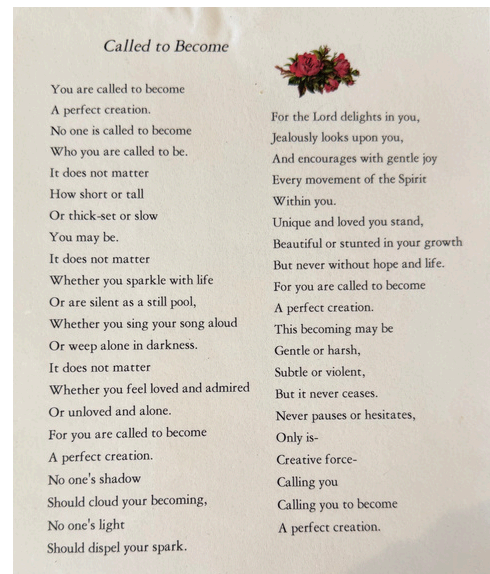 Called to Become
You are called to become
A perfect creation.
No one is called to become
Who you are called to be.
It does not matter
How short or tall
Or thick-set or slow
You may be.
It does not matter
Whether you sparkle with life
Or are silent as a still pool,
Whether you sing your song aloud
Or weep alone in darkness.
It does not matter
Whether you feel loved and admired
Or unloved and alone.
For you are called to become
A perfect creation.
No one's shadow
Should cloud your becoming,
No one's light
Should dispel your spark.
For the Lord delights in you,
Jealously looks upon you,
And encourages with gentle joy
Every movement of the Spirit
Within you.
Unique and loved you stand,
Beautiful or stunted in your growth
But never without hope and life.
For you are called to become
A perfect creation.
This becoming may be
Gentle or harsh,
Subtle or violent,
But it never ceases.
Never pauses or hesitates,
Only is-
Creative force-
Calling you
Calling you to become
A perfect creation.